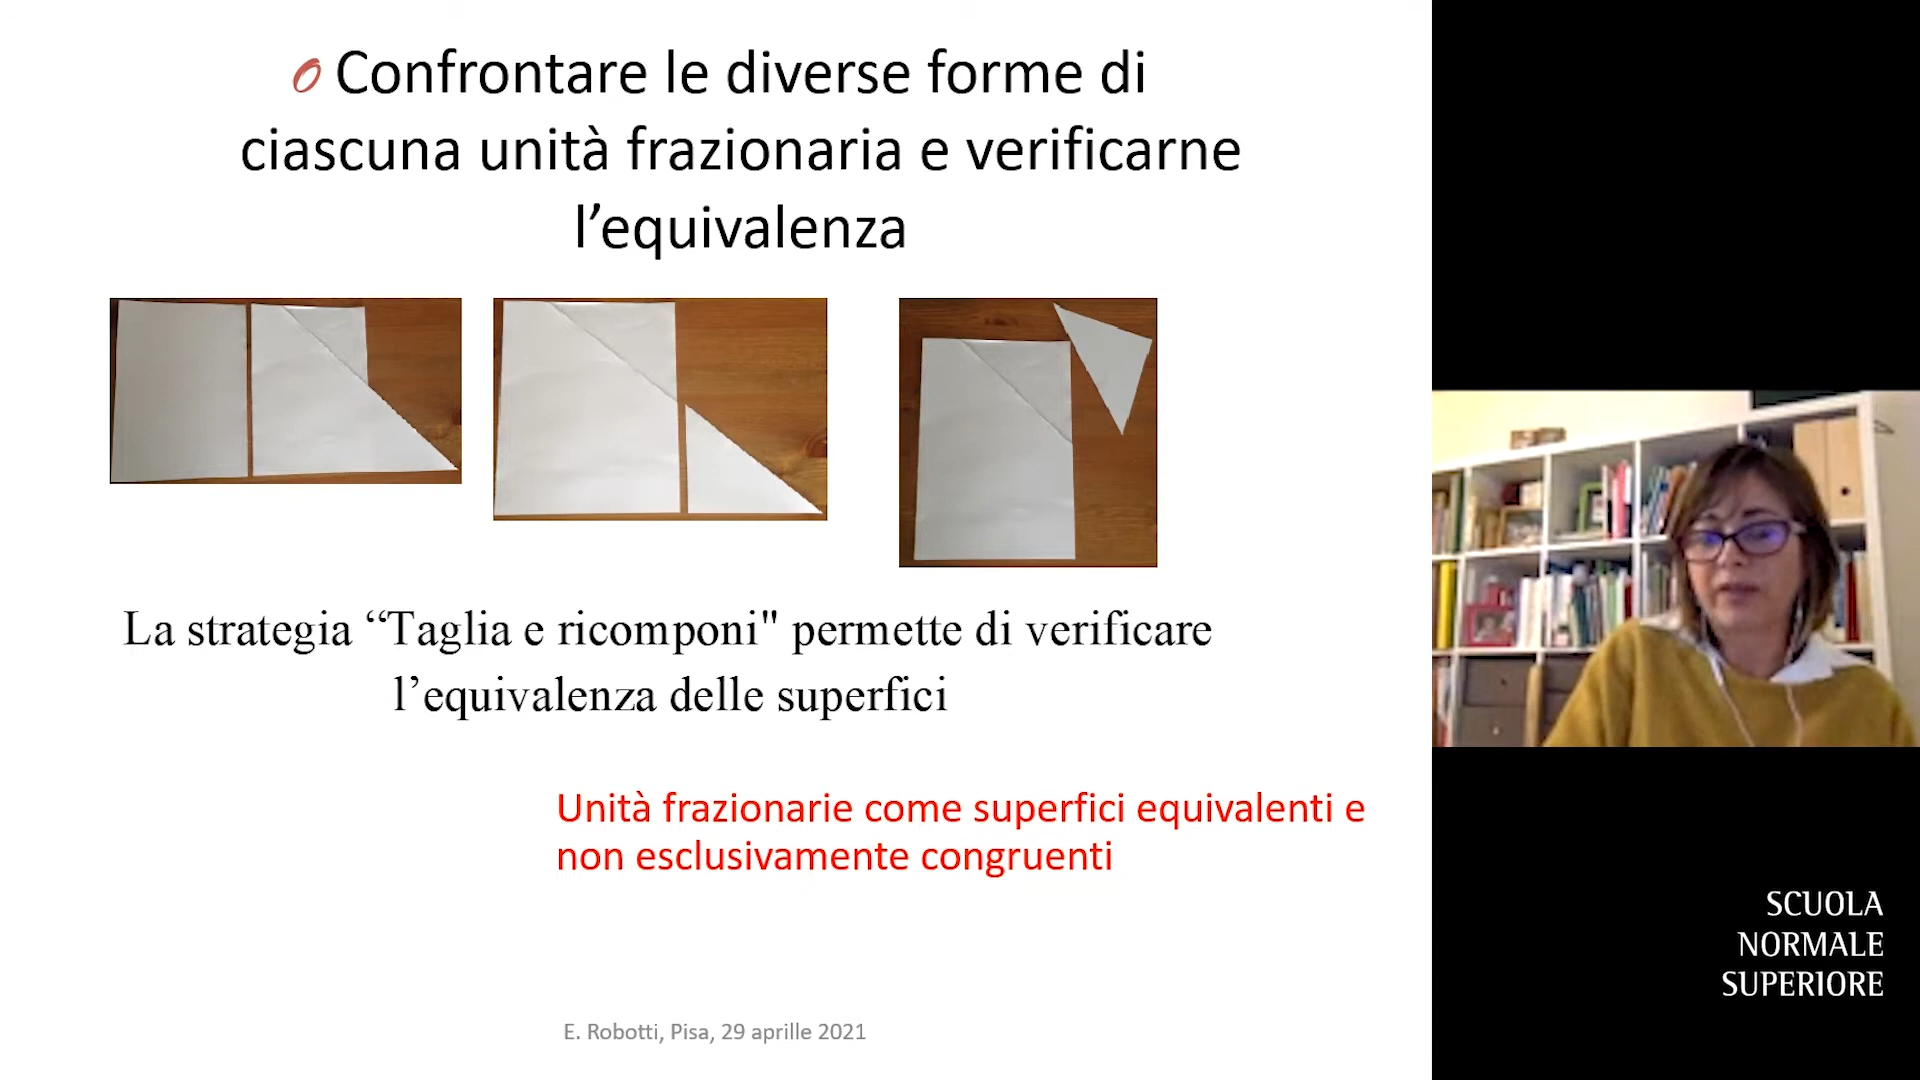 Confrontare le diverse forme di
ciascuna unità frazionaria e verificarne
l’equivalenza
La strategia “Taglia e ricomponi" permette di verificare
l’equivalenza delle superfici
Unità frazionarie come superfici equivalenti e
non esclusivamente congruenti
E. Robotti, Pisa, 29 aprille 2021
SCUOLA
NORMALE
SUPERIORE